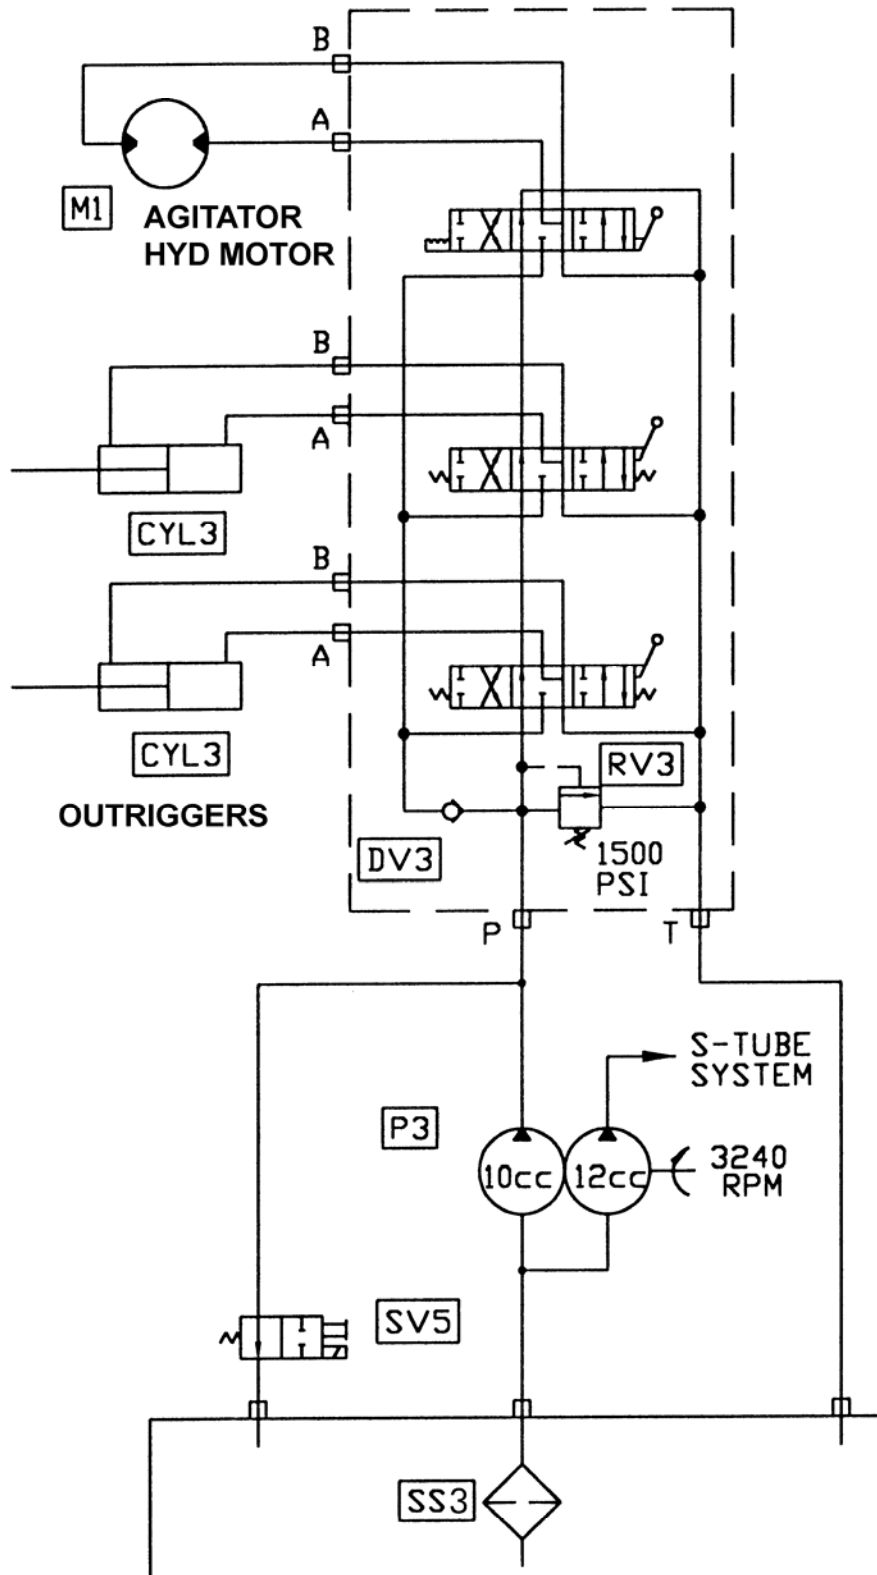 B
A
M1
AGITATOR
HYD MOTOR
B
A
CYL3
B
A
CYL3
RV3
OUTRIGGERS
DV3
1500
PSI
P
T
S-TUBE
SYSTEM
P3
10cc
12cc
3240
RPM
SV5
SS3